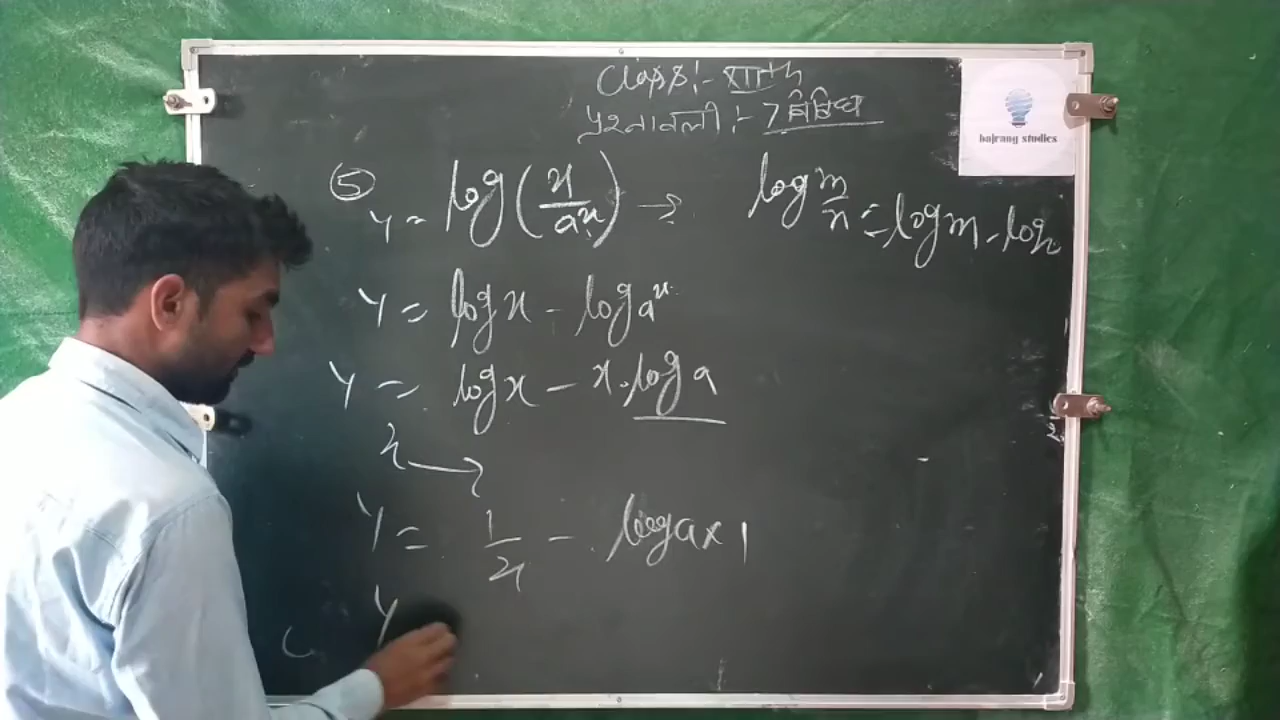 Class :- XIIth
प्रश्नावली :- 7 विविध
bajrang studies
⑤ y = log(x/aˣ) → log m/n = log m - log n
y = log x - log aˣ
y = log x - x. log a
x →
y = 1/x - log a × 1
y